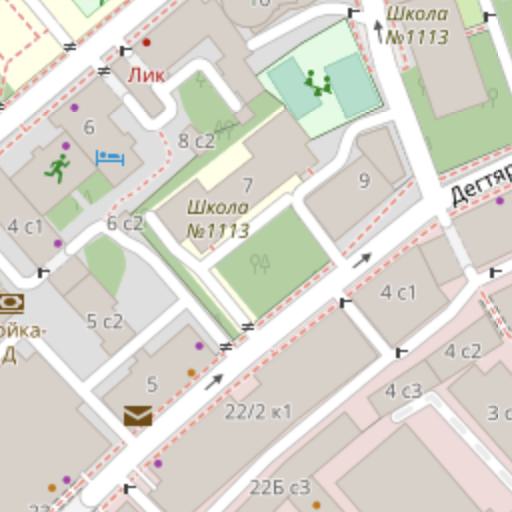 Школа
№1113
Лик
6
8 с2
7
9
Школа
№1113
Дегтяр
4 с1
6 с2
4 с1
5 с2
4 с2
4 с3
5
22/2 к1
22Б с3